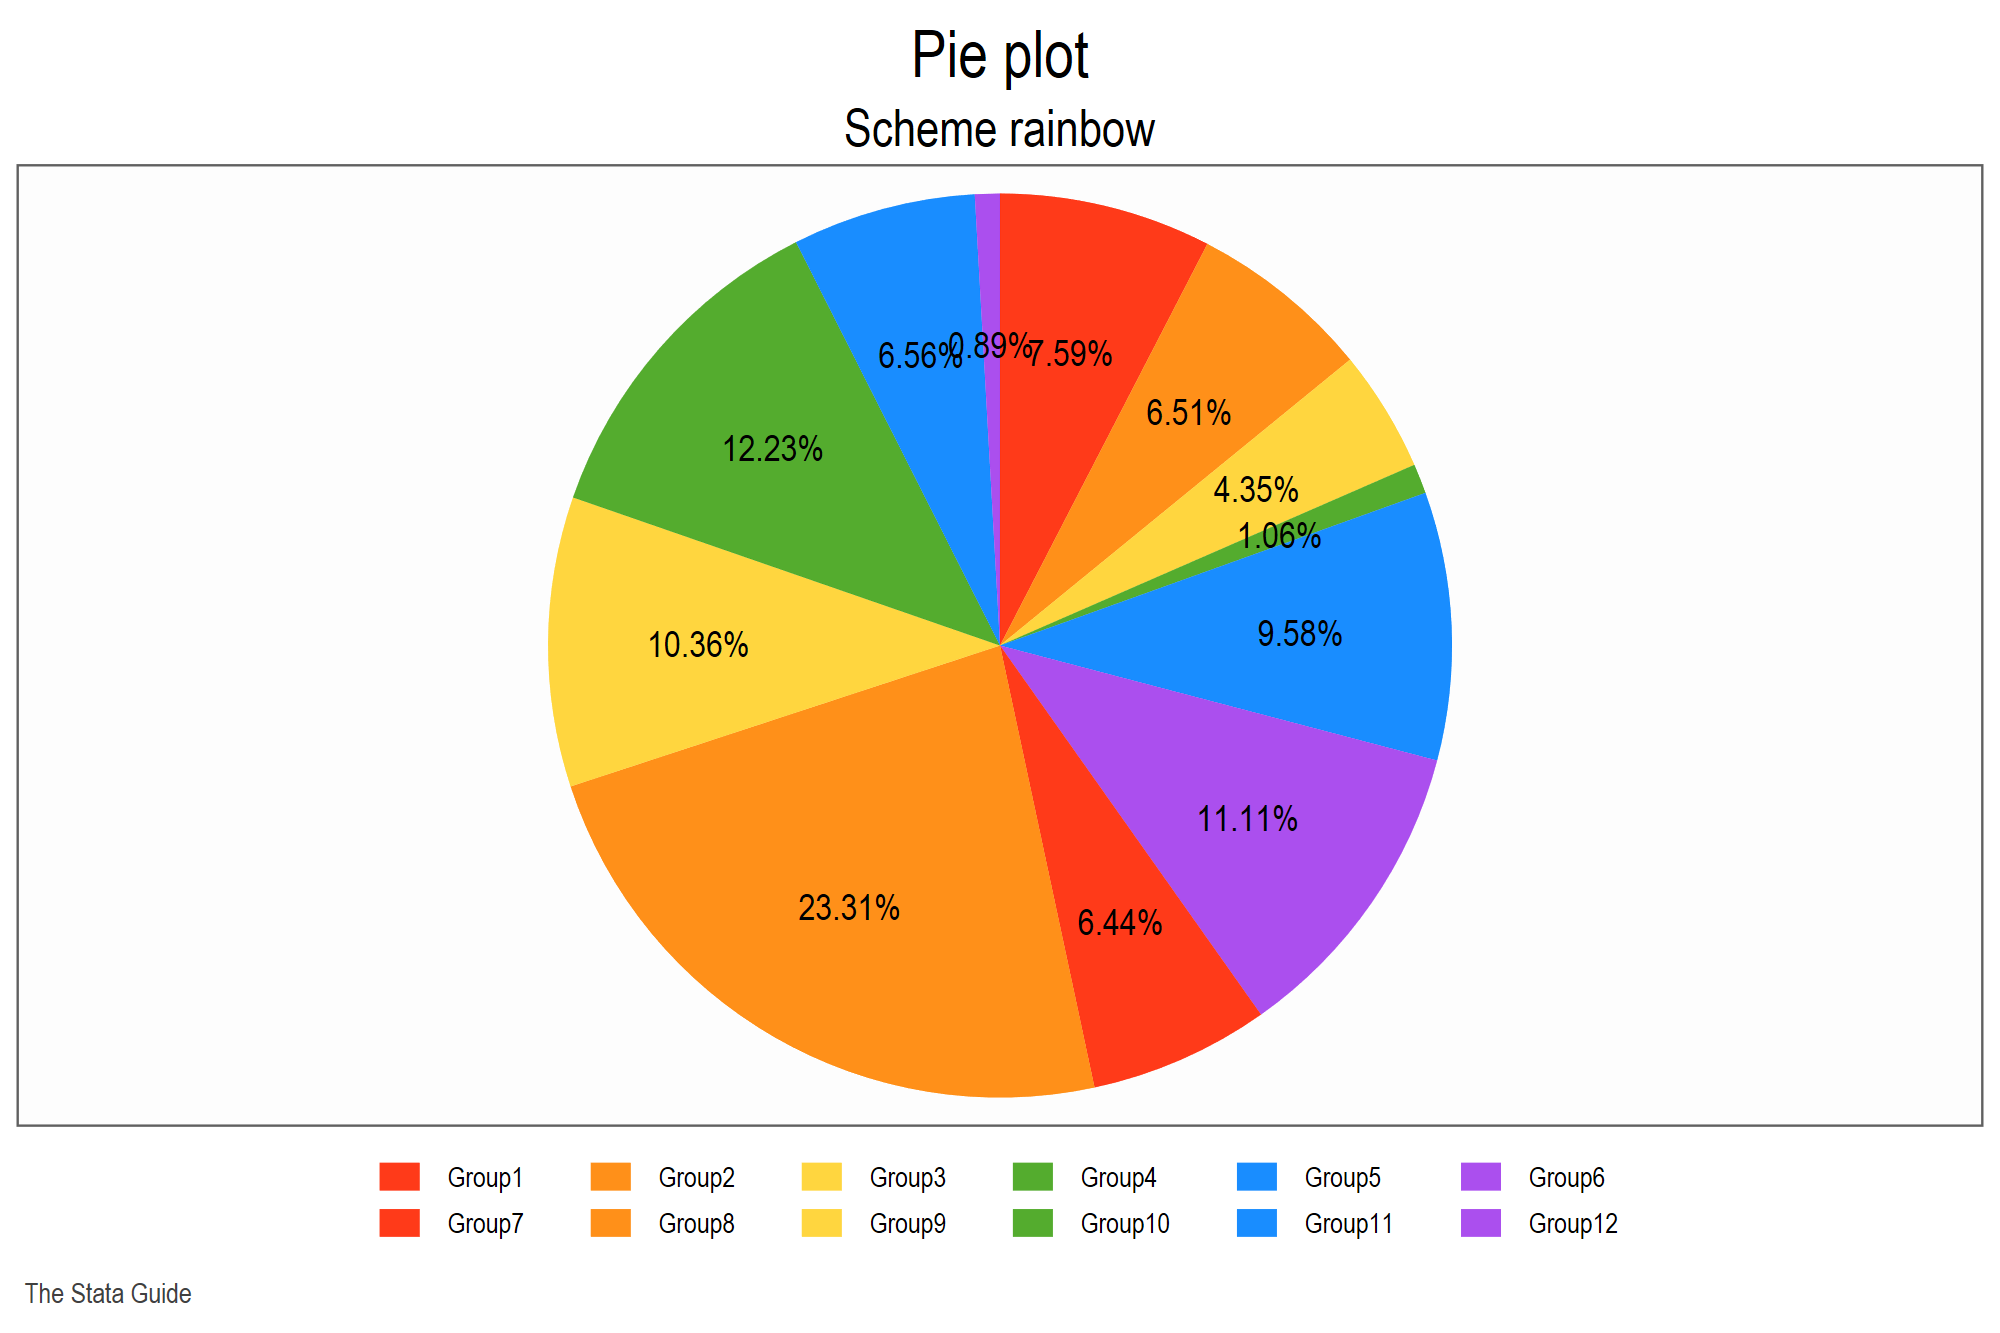 Pie plot
Scheme rainbow
6.56% 0.89% 7.59%
6.51%
12.23%
4.35%
1.06%
10.36%
9.58%
11.11%
23.31%
6.44%
Group1 Group2 Group3 Group4 Group5 Group6
Group7 Group8 Group9 Group10 Group11 Group12
The Stata Guide